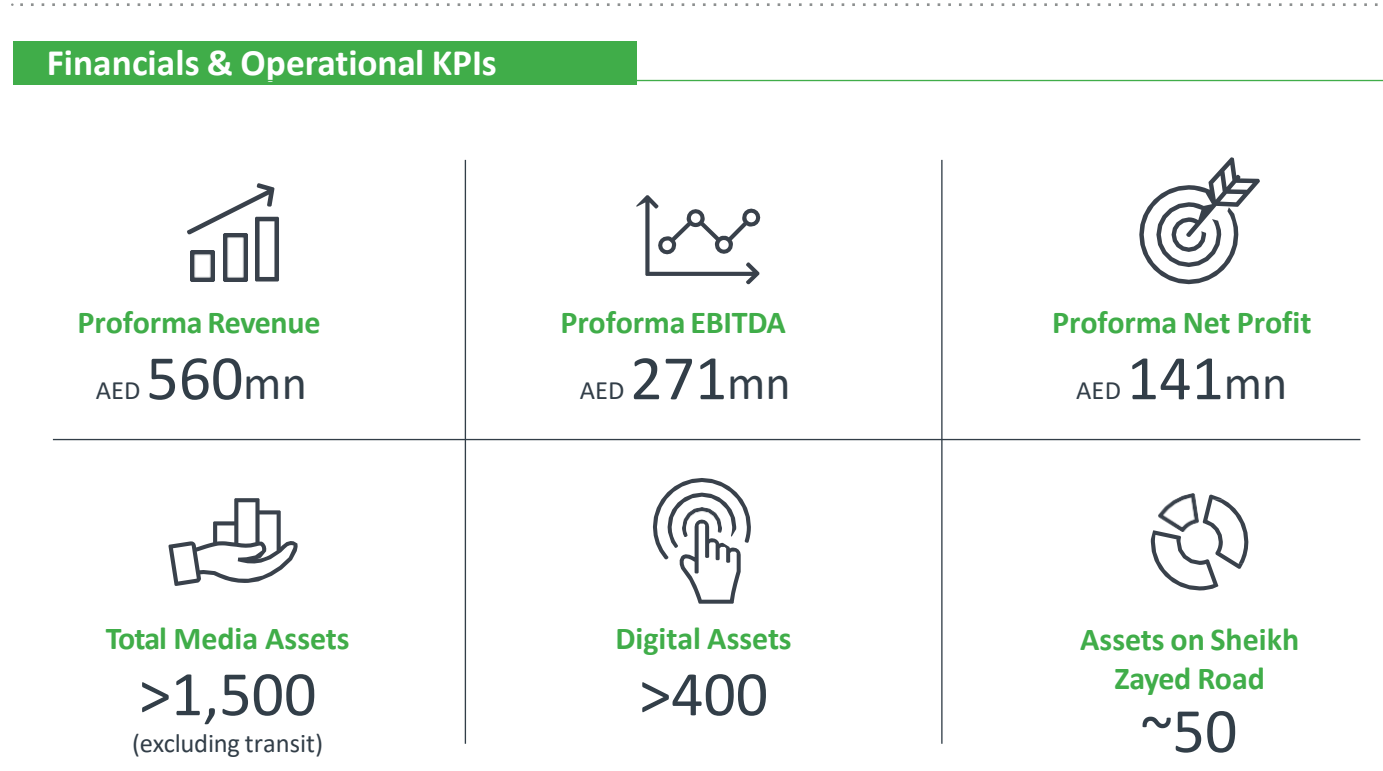 Financials & Operational KPIs
Proforma Revenue
AED 560mn
Proforma EBITDA
AED 271mn
Proforma Net Profit
AED 141mn
Total Media Assets
>1,500
(excluding transit)
Digital Assets
>400
Assets on Sheikh
Zayed Road
~50